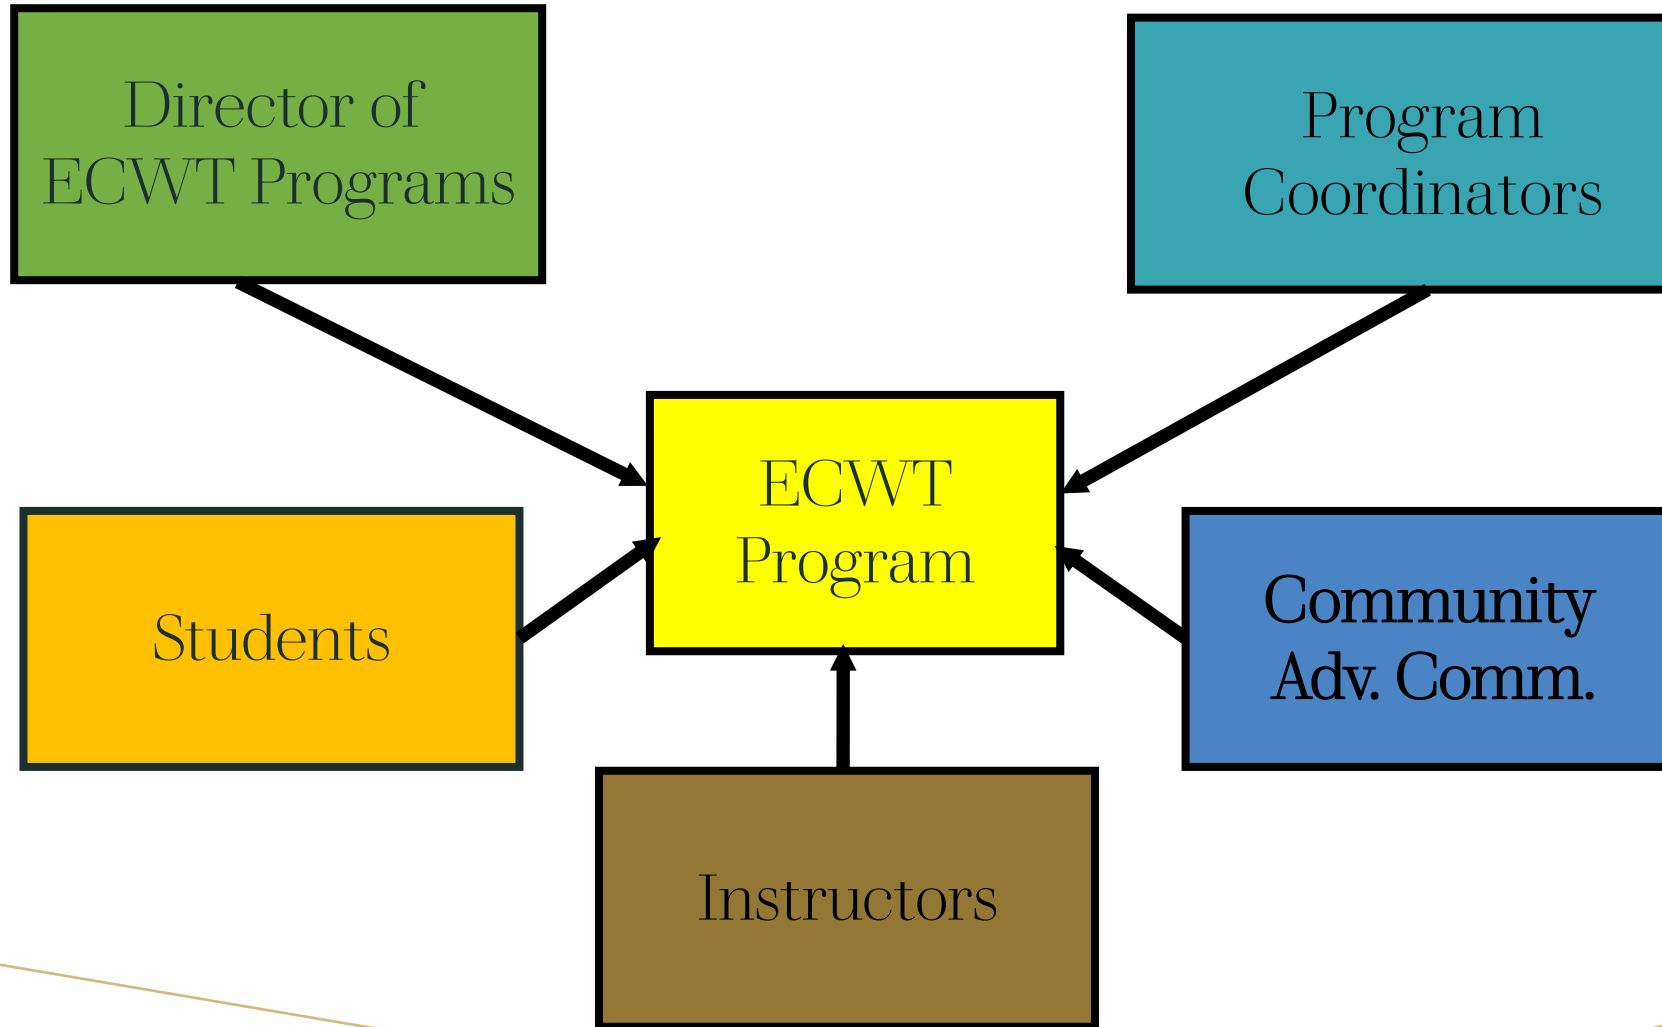 Director of
ECWT Programs
Program
Coordinators
ECWT
Program
Students
Community
Adv. Comm.
Instructors